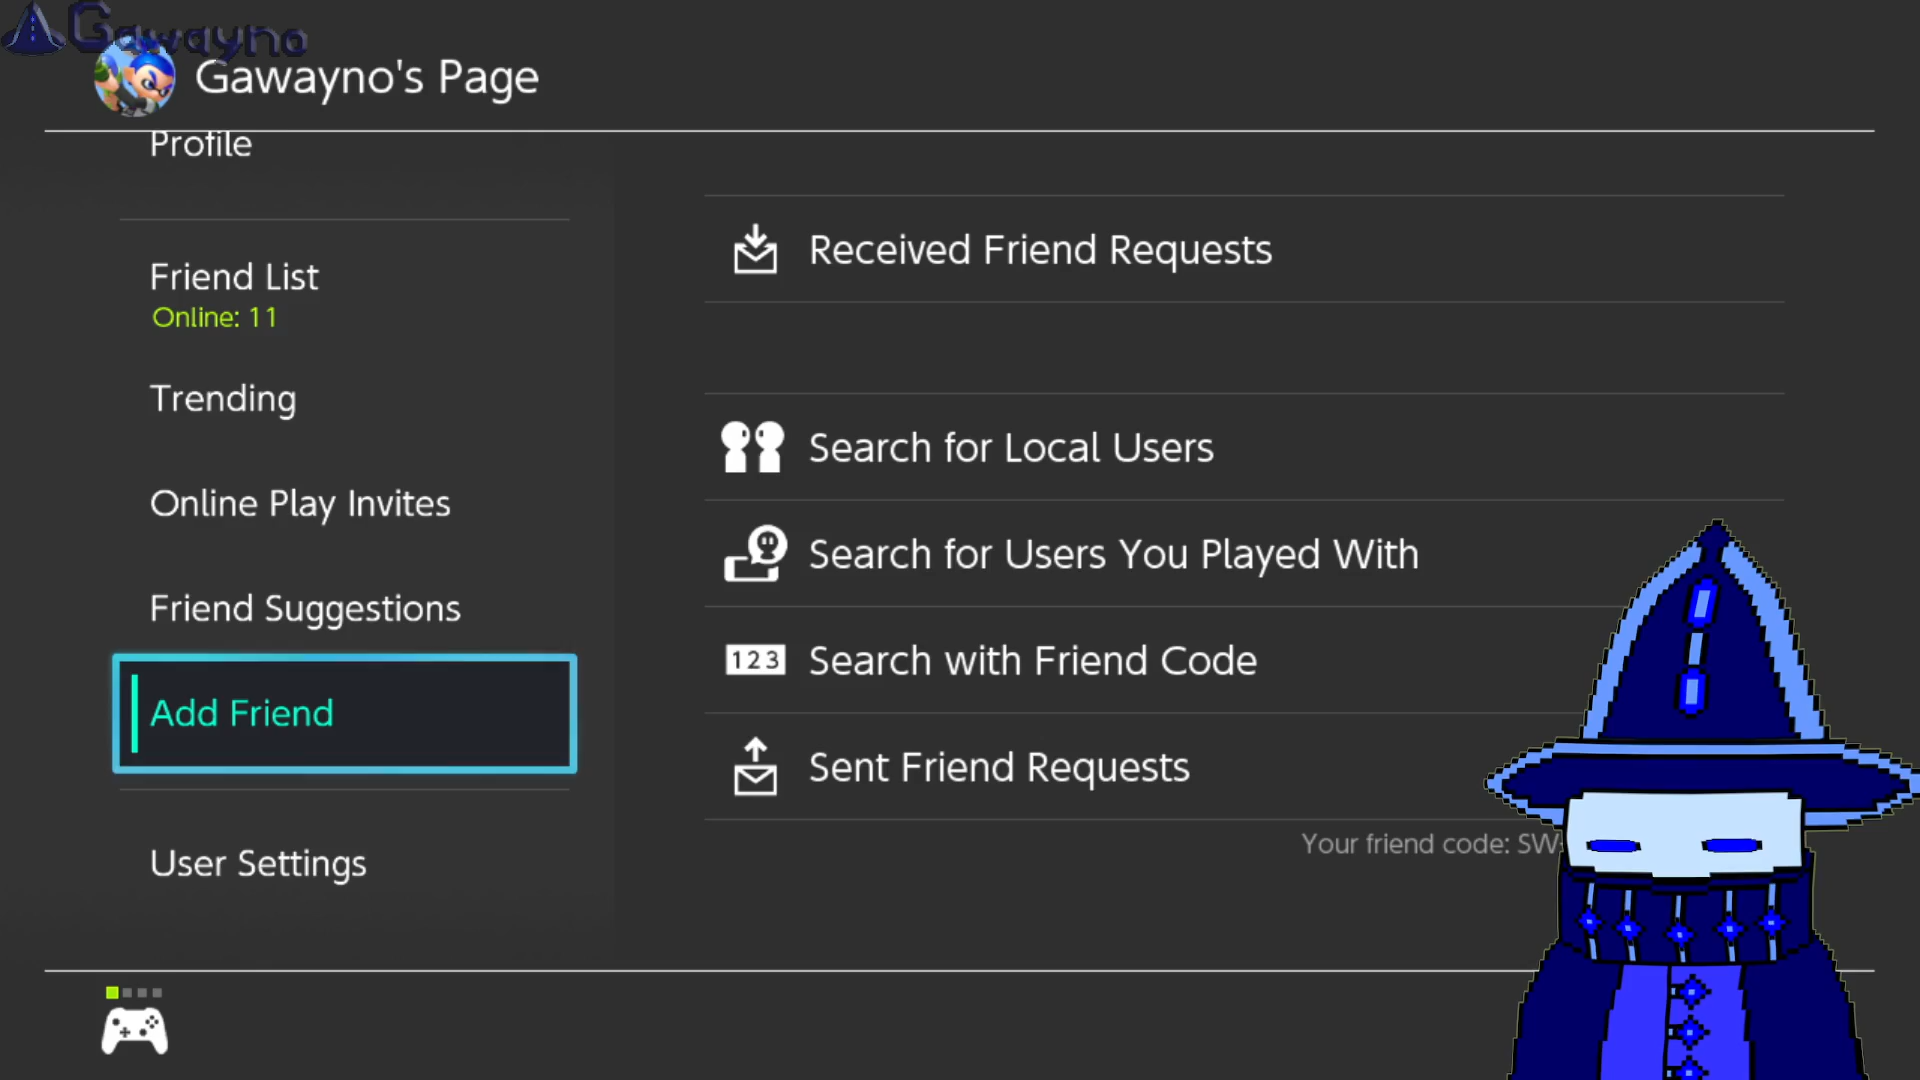 Gawayno
Gawayno's Page
Profile
Friend List
Online: 11
Trending
Online Play Invites
Friend Suggestions
Add Friend
User Settings
Received Friend Requests
Search for Local Users
Search for Users You Played With
123 Search with Friend Code
Sent Friend Requests
Your friend code: SW-